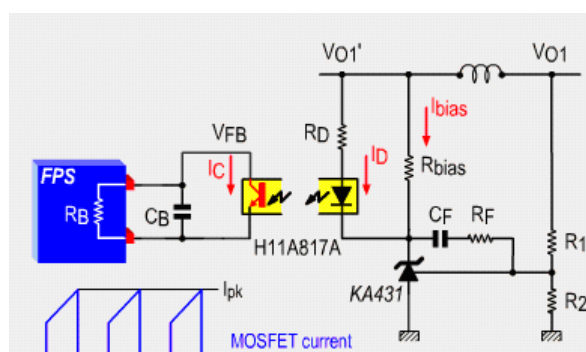 VO1' VO1
Ibias
RD
VFB
FPS IC ID Rbias
CF RF
RB CB R1
H11A817A
KA431 R2
Ipk
MOSFET current